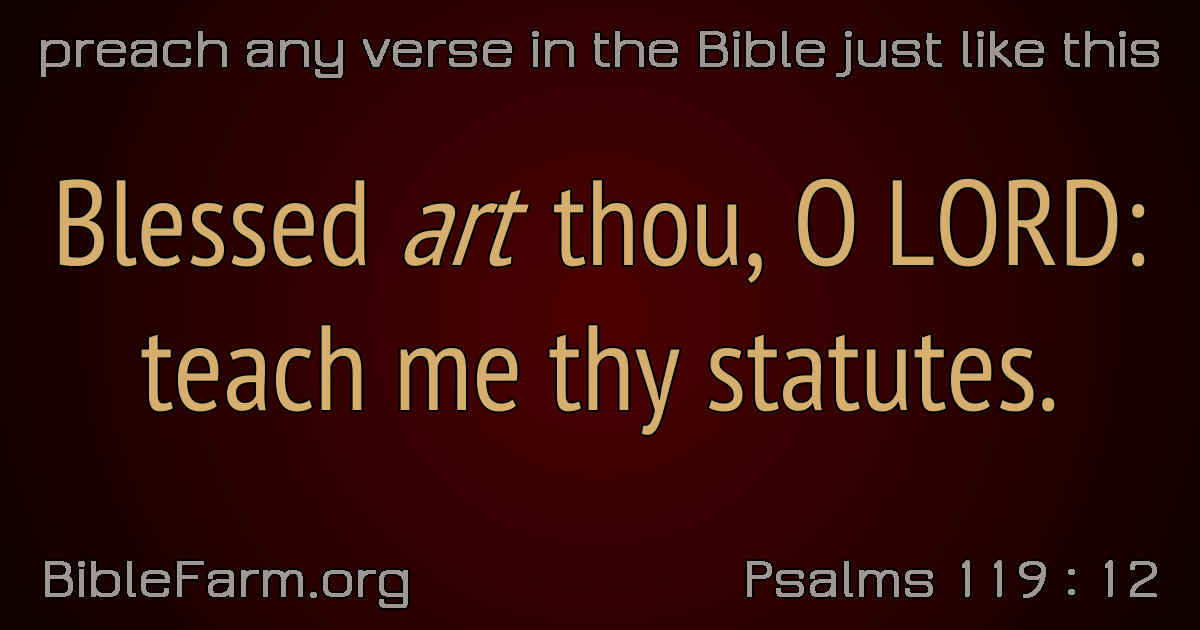 preach any verse in the Bible just like this
Blessed art thou, O LORD:
teach me thy statutes.
BibleFarm.org
Psalms 119 : 12